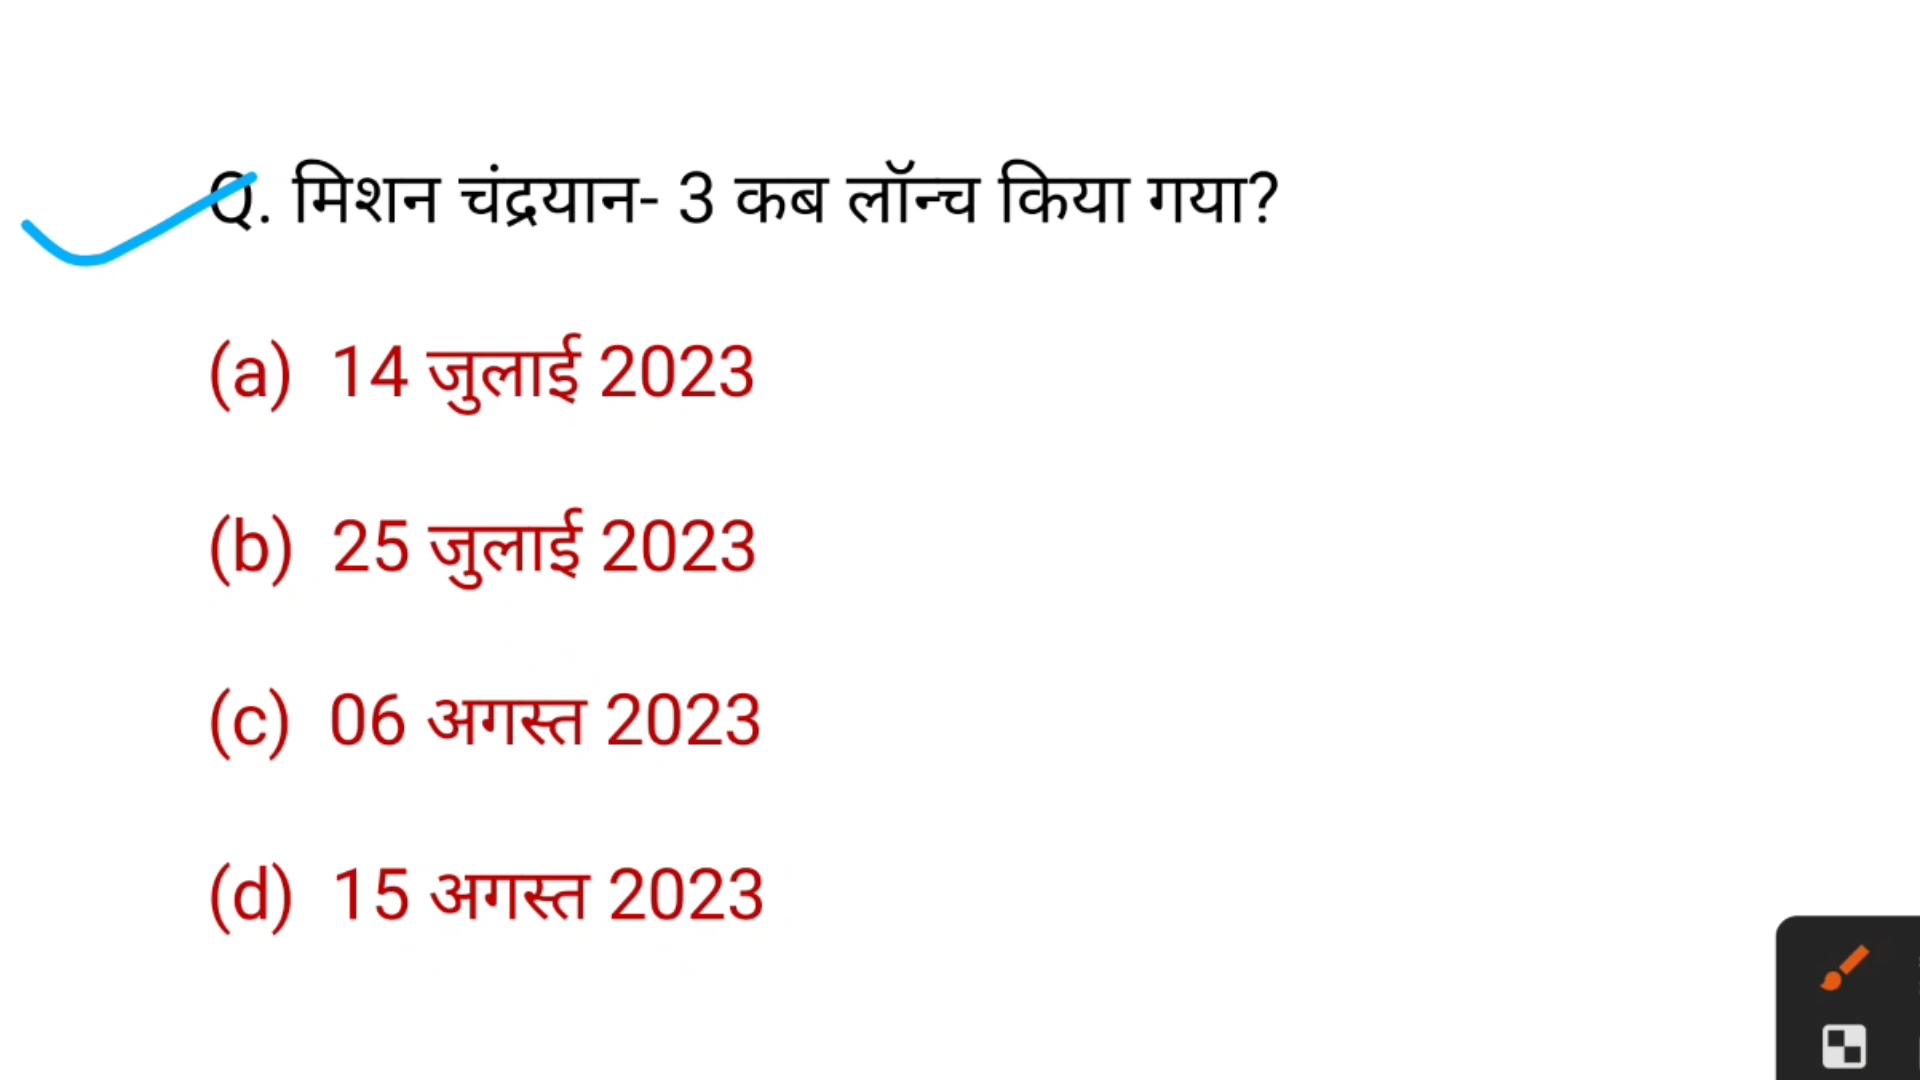 Q. मिशन चंद्रयान- 3 कब लॉन्च किया गया?
(a) 14 जुलाई 2023
(b) 25 जुलाई 2023
(c) 06 अगस्त 2023
(d) 15 अगस्त 2023